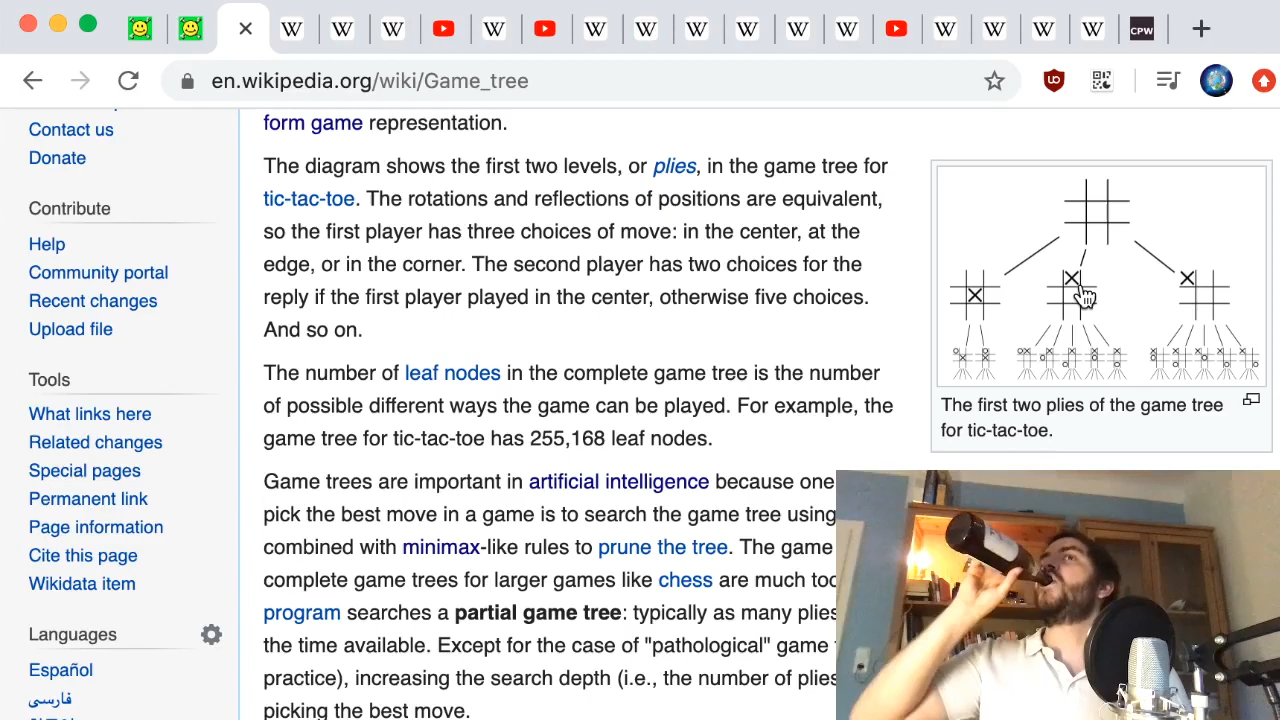 CPW
en.wikipedia.org/wiki/Game_tree
Contact us
Donate
Contribute
Help
Community portal
Recent changes
Upload file
Tools
What links here
Related changes
Special pages
Permanent link
Page information
Cite this page
Wikidata item
Languages
Español
فارسی
form game representation.
The diagram shows the first two levels, or plies, in the game tree for
tic-tac-toe. The rotations and reflections of positions are equivalent,
so the first player has three choices of move: in the center, at the
edge, or in the corner. The second player has two choices for the
reply if the first player played in the center, otherwise five choices.
And so on.
The number of leaf nodes in the complete game tree is the number
of possible different ways the game can be played. For example, the
game tree for tic-tac-toe has 255,168 leaf nodes.
Game trees are important in artificial intelligence because one
pick the best move in a game is to search the game tree using
combined with minimax-like rules to prune the tree. The game
complete game trees for larger games like chess are much too
program searches a partial game tree: typically as many plies
the time available. Except for the case of "pathological" game
practice), increasing the search depth (i.e., the number of plies
picking the best move.
The first two plies of the game tree
for tic-tac-toe.